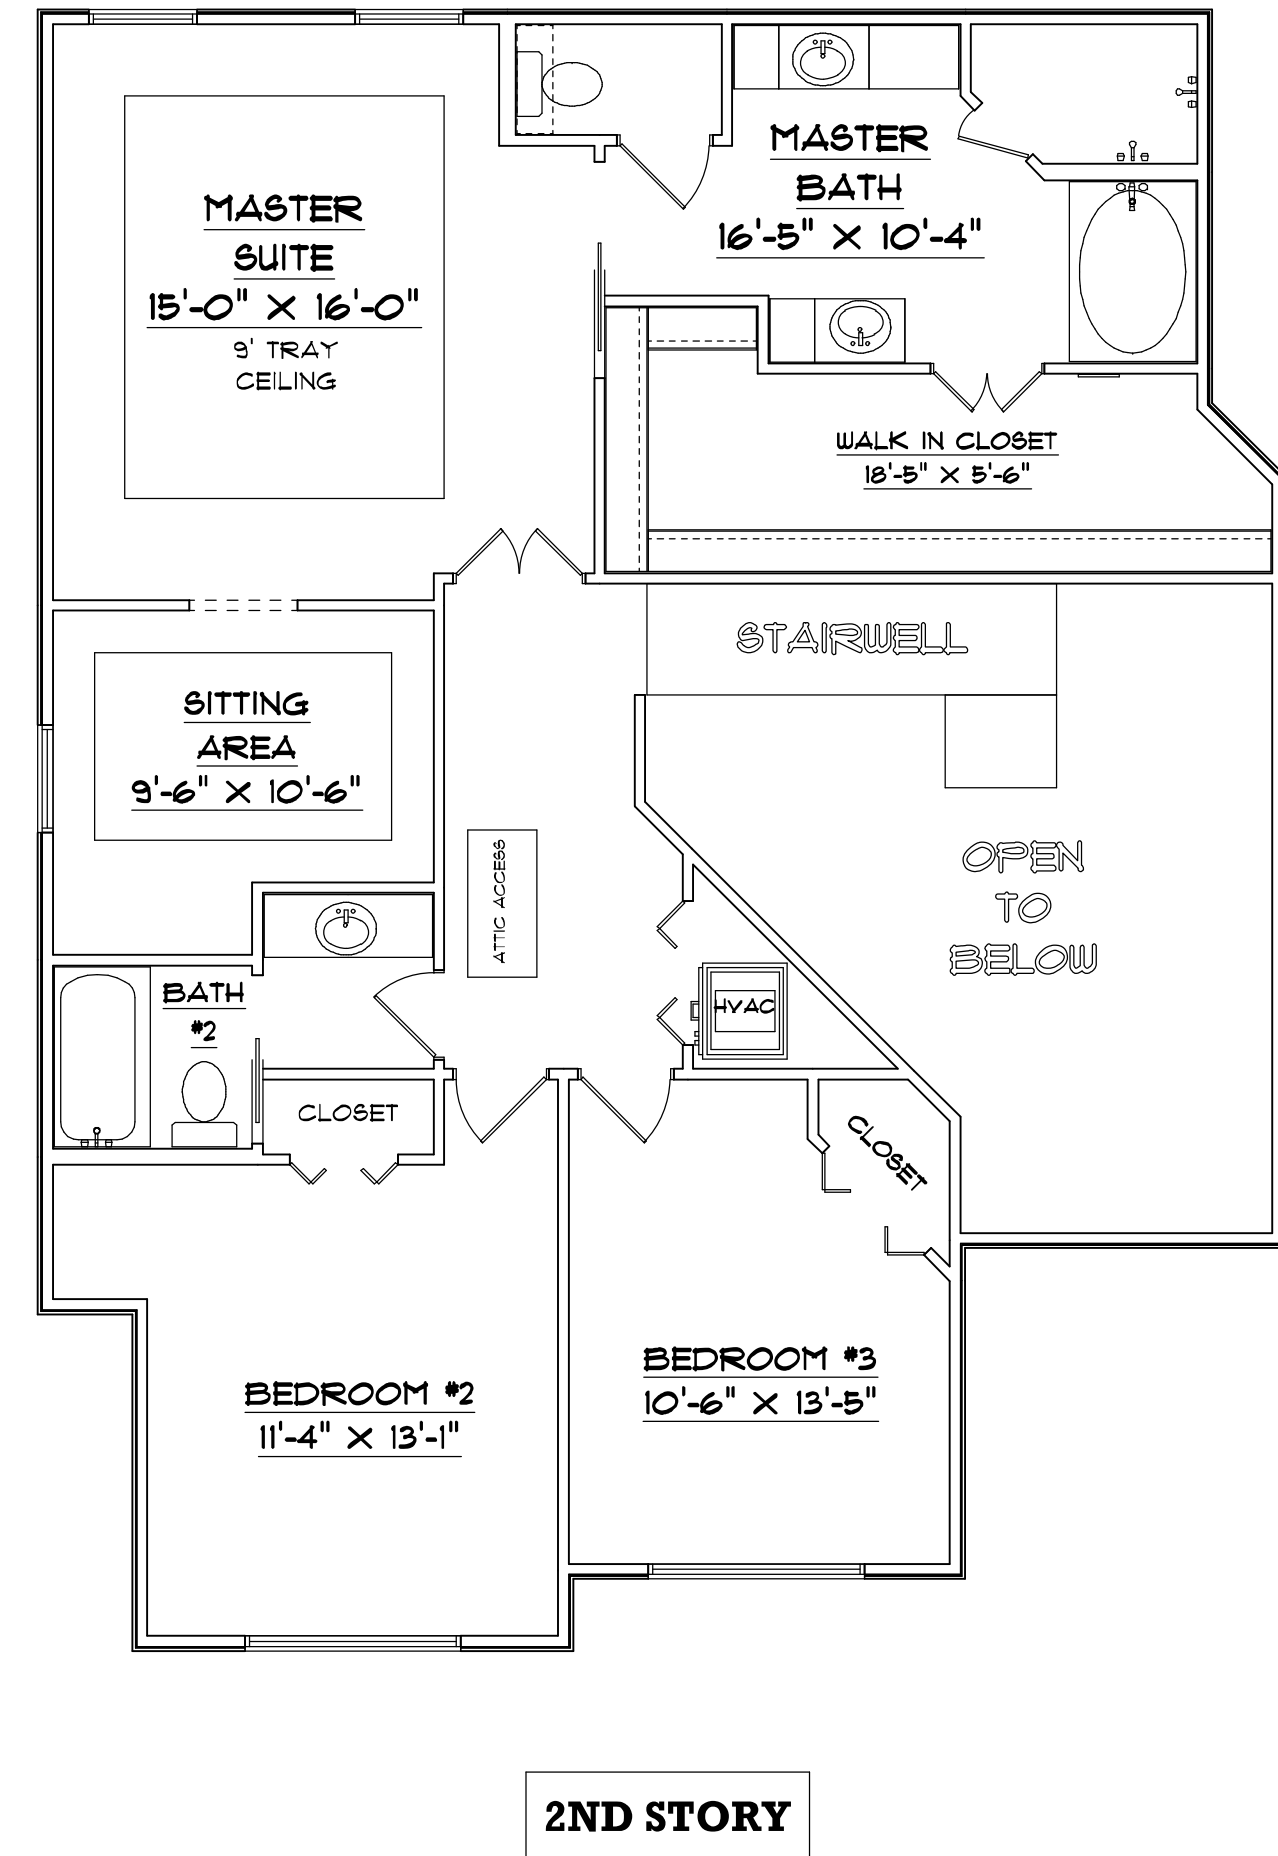 MASTER
SUITE
15'-0" X 16'-0"
9' TRAY
CEILING
MASTER
BATH
16'-5" X 10'-4"
WALK IN CLOSET
18'-5" X 5'-6"
STAIRWELL
SITTING
AREA
9'-6" X 10'-6"
ATTIC ACCESS
OPEN
TO
BELOW
BATH
#2
HVAC
CLOSET
CLOSET
BEDROOM #2
11'-4" X 13'-1"
BEDROOM #3
10'-6" X 13'-5"
2ND STORY